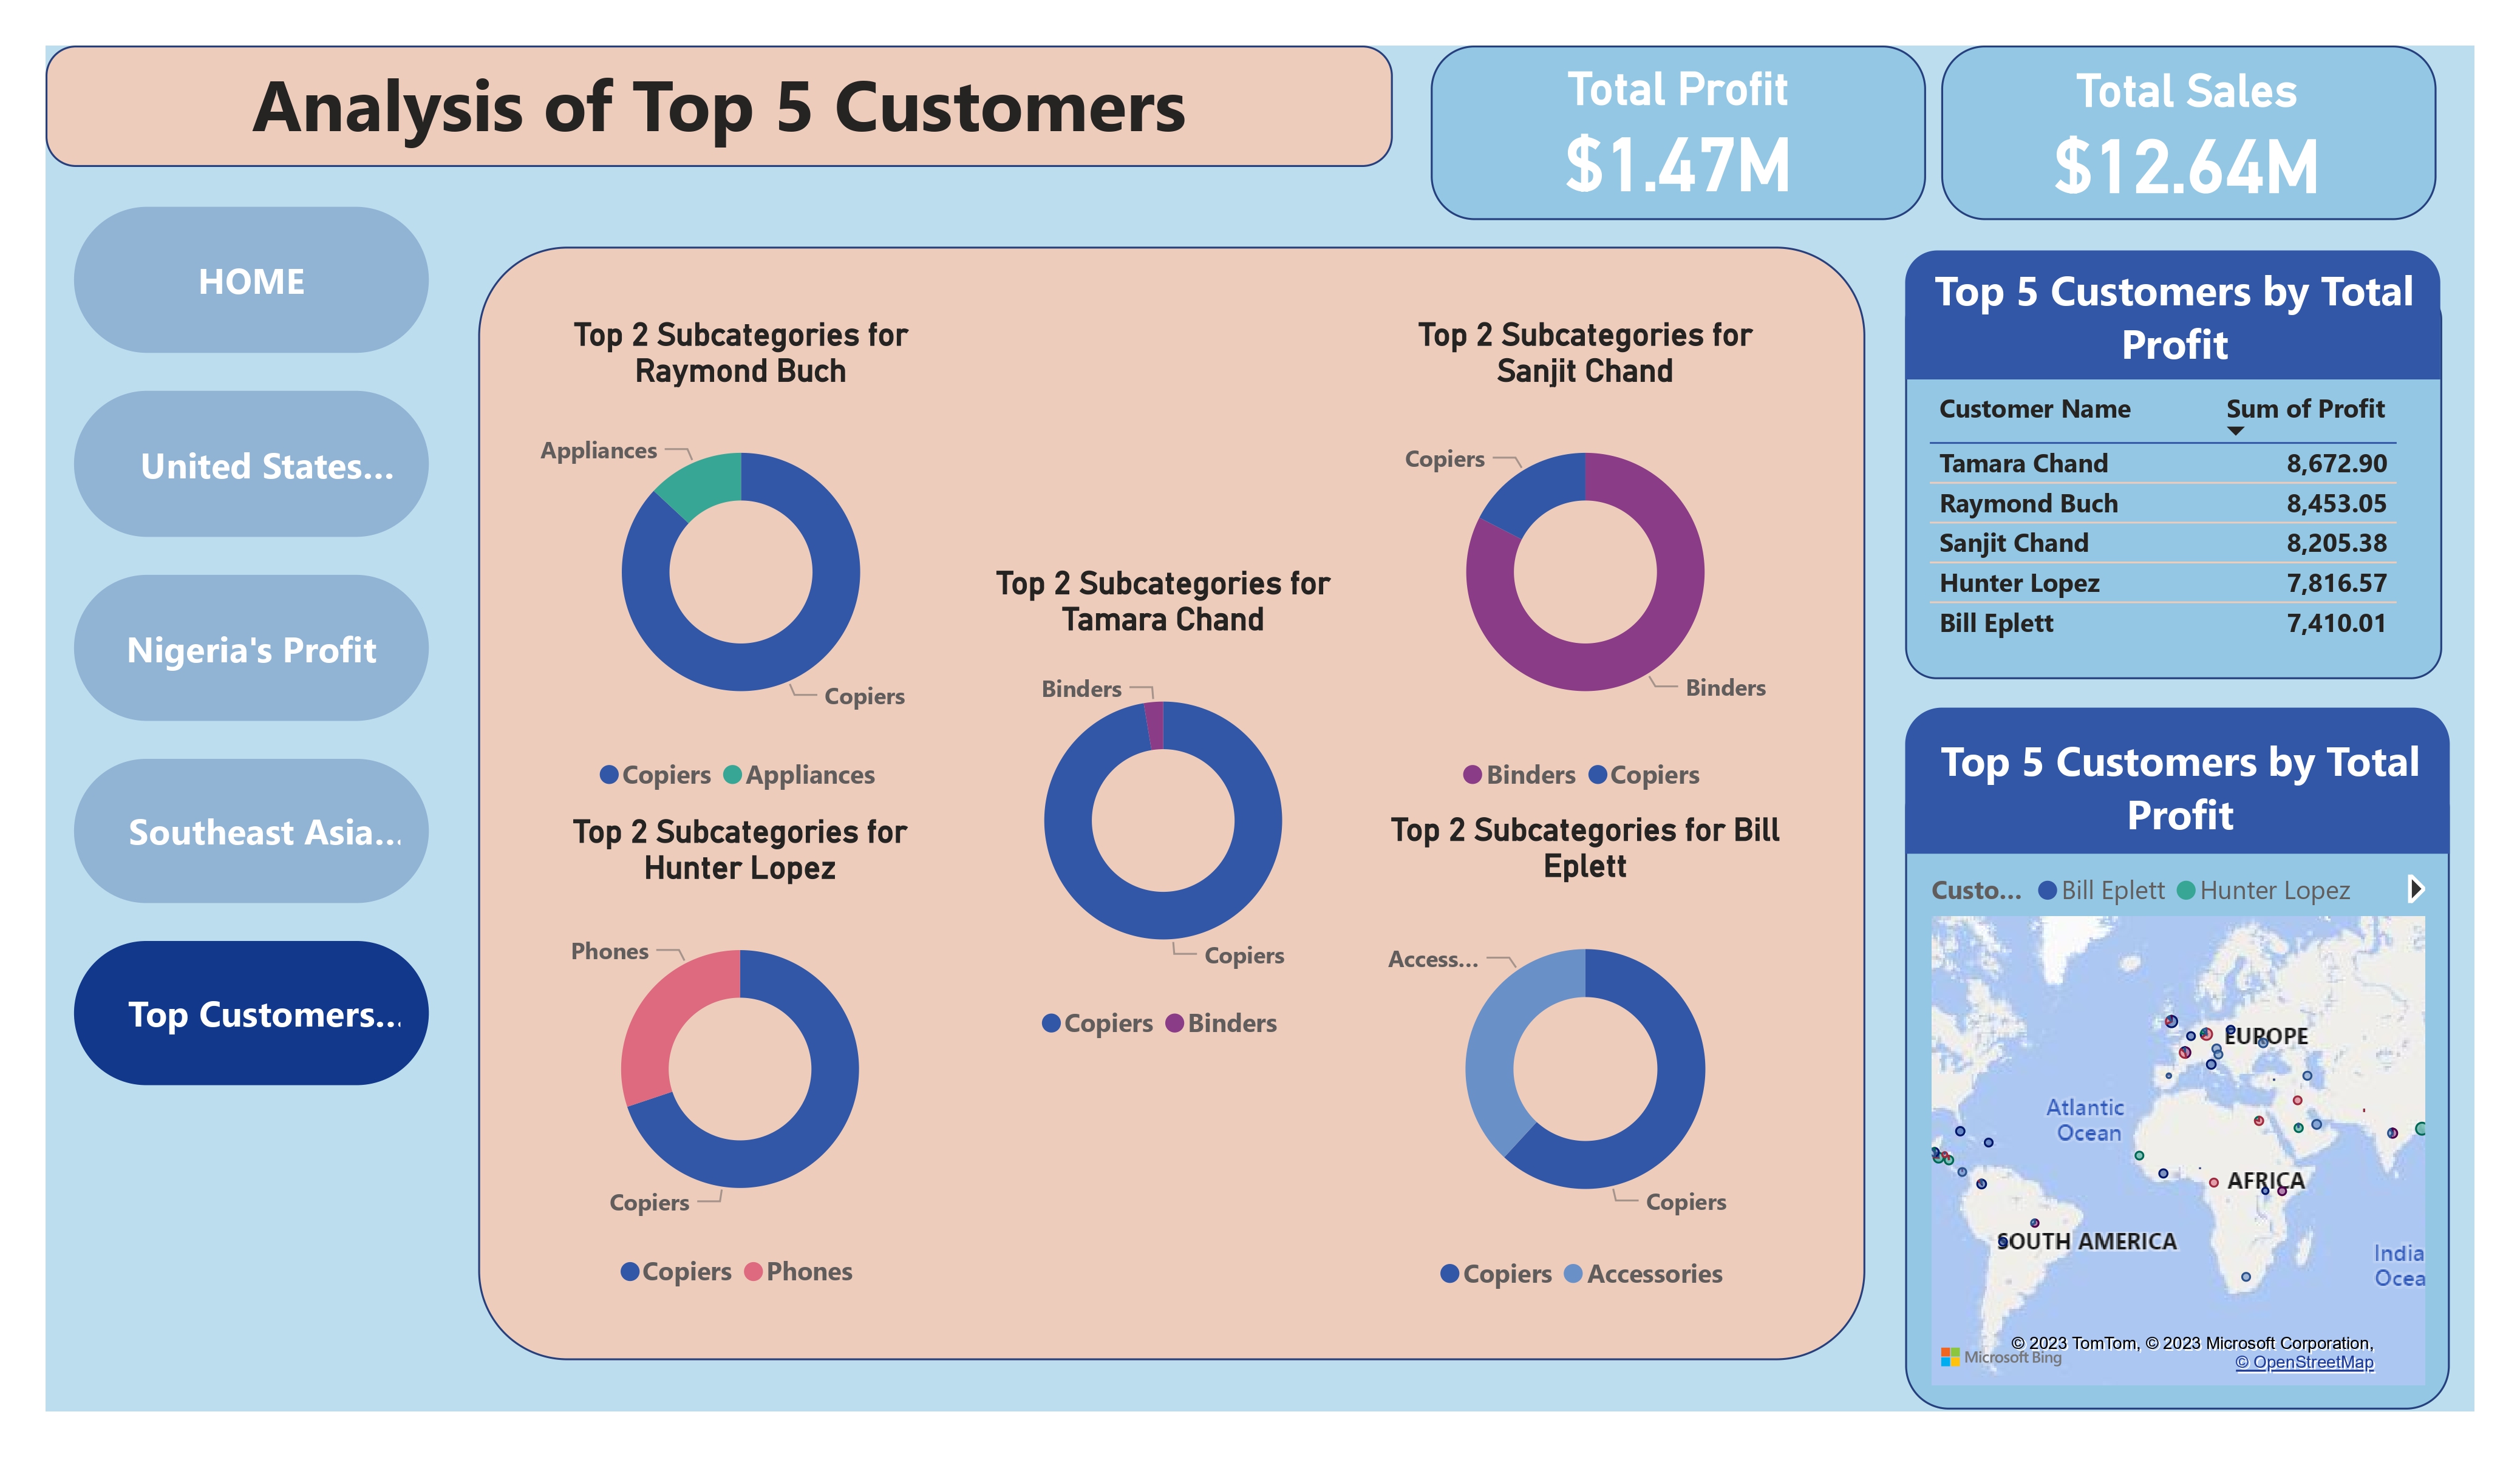 Analysis of Top 5 Customers
Total Profit
$1.47M
Total Sales
$12.64M
HOME
United States...
Nigeria's Profit
Southeast Asia...
Top Customers...
Top 2 Subcategories for
Raymond Buch
Appliances
Copiers
Copiers Appliances
Top 2 Subcategories for
Sanjit Chand
Copiers
Binders
Binders Copiers
Top 2 Subcategories for
Tamara Chand
Binders
Copiers
Copiers Binders
Top 2 Subcategories for
Hunter Lopez
Phones
Copiers
Copiers Phones
Top 2 Subcategories for Bill
Eplett
Access...
Copiers
Copiers Accessories
Top 5 Customers by Total
Profit
Customer Name Sum of Profit
Tamara Chand 8,672.90
Raymond Buch 8,453.05
Sanjit Chand 8,205.38
Hunter Lopez 7,816.57
Bill Eplett 7,410.01
Top 5 Customers by Total
Profit
Custo... Bill Eplett Hunter Lopez
EUROPE
Atlantic
Ocean
AFRICA
SOUTH AMERICA
India
Ocea
© 2023 TomTom, © 2023 Microsoft Corporation,
Microsoft Bing
© OpenStreetMap